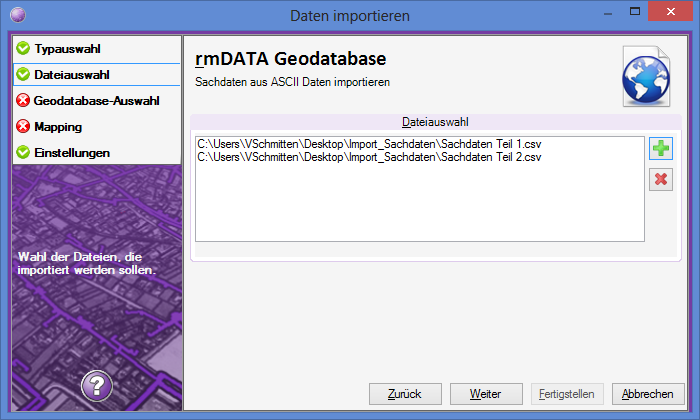 Daten importieren
Typauswahl
Dateiauswahl
Geodatabase-Auswahl
Mapping
Einstellungen
Wahl der Dateien, die
importiert werden sollen.
?
rmDATA Geodatabase
Sachdaten aus ASCII Daten importieren
Dateiauswahl
C:\Users\VSchmitten\Desktop\Import_Sachdaten\Sachdaten Teil 1.csv
C:\Users\VSchmitten\Desktop\Import_Sachdaten\Sachdaten Teil 2.csv
Zurück
Weiter
Fertigstellen
Abbrechen